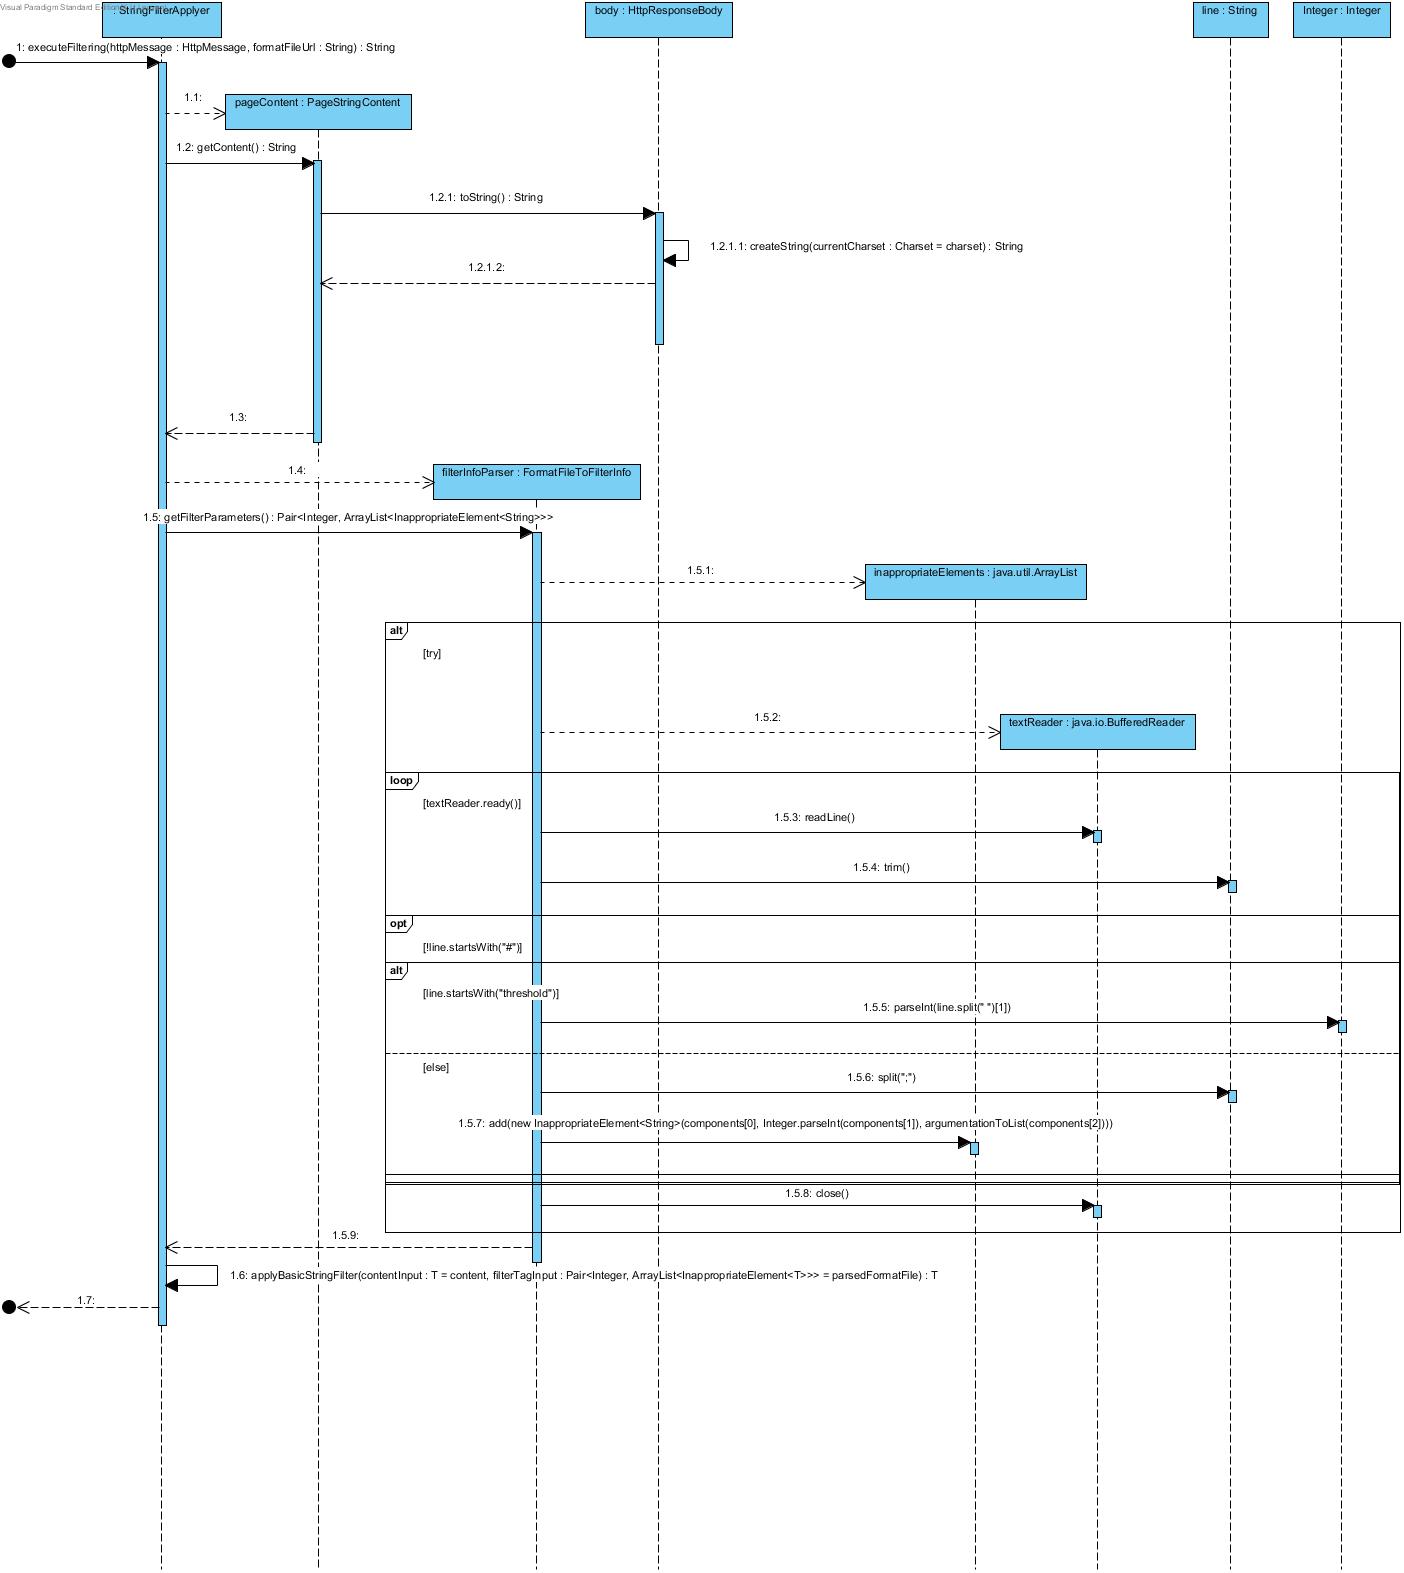 Visual Paradigm Standard
: StringFilterApplyer
body : HttpResponseBody
line : String
Integer : Integer
1: executeFiltering(httpMessage : HttpMessage, formatFileUrl : String) : String
1.1:
pageContent : PageStringContent
1.2: getContent() : String
1.2.1: toString() : String
1.2.1.1: createString(currentCharset : Charset = charset) : String
1.2.1.2:
1.3:
1.4:
filterInfoParser : FormatFileToFilterInfo
1.5: getFilterParameters() : Pair<Integer, ArrayList<InappropriateElement<String>>>
1.5.1:
inappropriateElements : java.util.ArrayList
alt
[try]
1.5.2:
textReader : java.io.BufferedReader
loop
[textReader.ready()]
1.5.3: readLine()
1.5.4: trim()
opt
[!line.startsWith("#")]
alt
[line.startsWith("threshold")]
1.5.5: parseInt(line.split(" ")[1])
[else]
1.5.6: split(";")
1.5.7: add(new InappropriateElement<String>(components[0], Integer.parseInt(components[1]), argumentationToList(components[2])))
1.5.8: close()
1.5.9:
1.6: applyBasicStringFilter(contentInput : T = content, filterTagInput : Pair<Integer, ArrayList<InappropriateElement<T>>> = parsedFormatFile) : T
1.7: